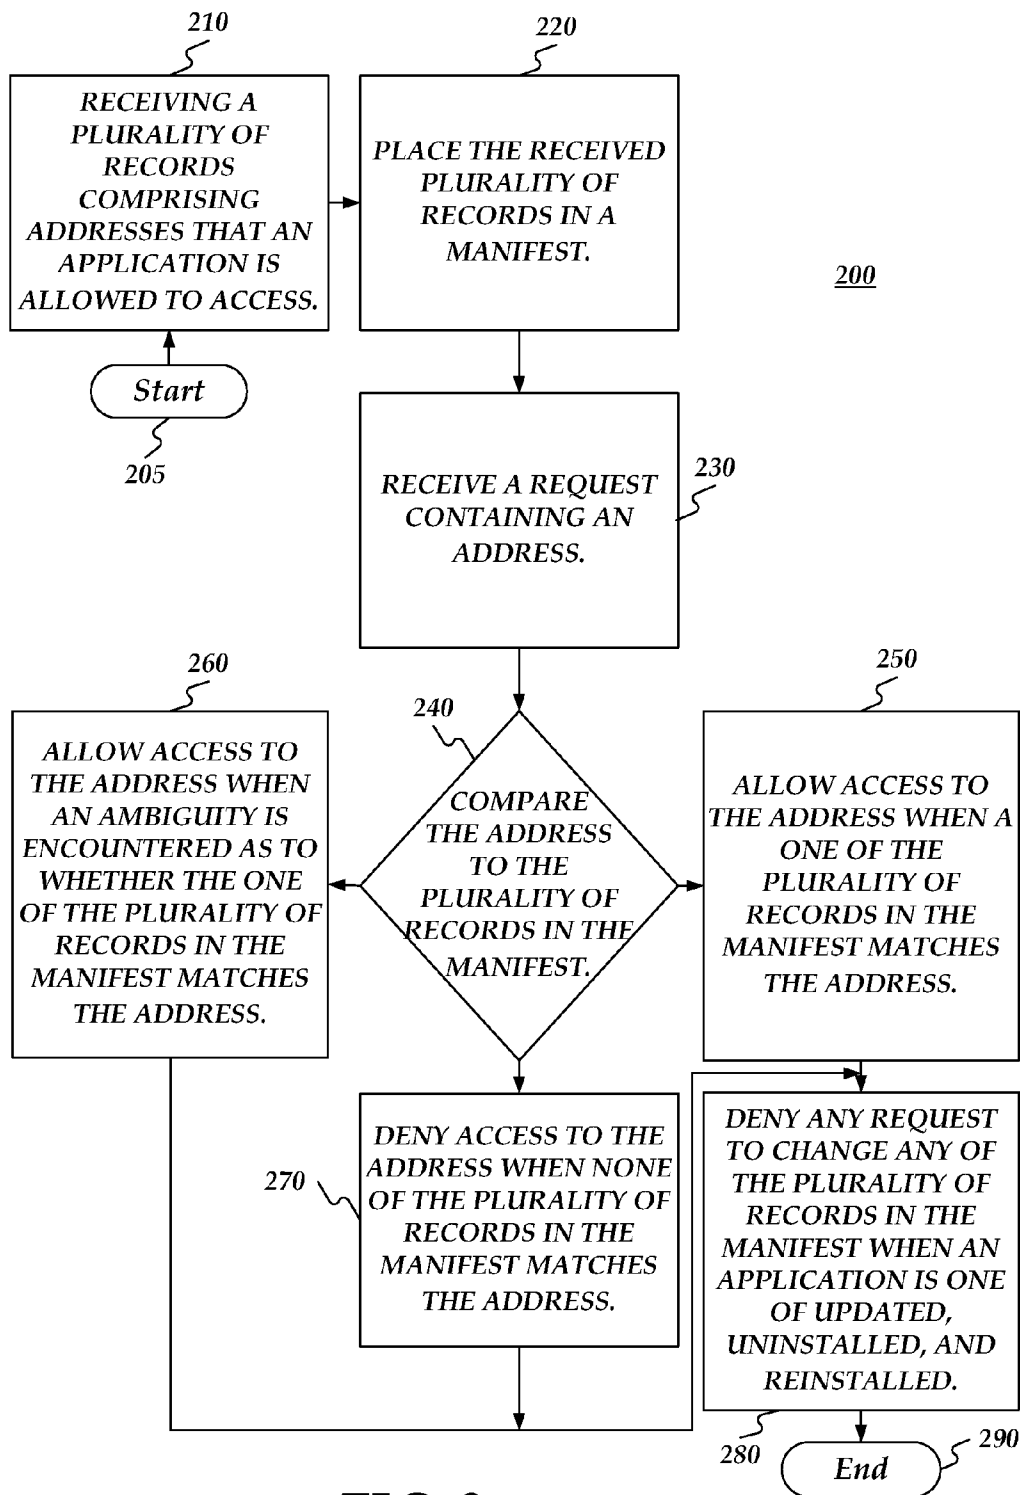 210
RECEIVING A
PLURALITY OF
RECORDS
COMPRISING
ADDRESSES THAT AN
APPLICATION IS
ALLOWED TO ACCESS.
220
PLACE THE RECEIVED
PLURALITY OF
RECORDS IN A
MANIFEST.
200
Start
205
RECEIVE A REQUEST
CONTAINING AN
ADDRESS.
230
240
COMPARE
THE ADDRESS
TO THE
PLURALITY OF
RECORDS IN THE
MANIFEST.
260
ALLOW ACCESS TO
THE ADDRESS WHEN
AN AMBIGUITY IS
ENCOUNTERED AS TO
WHETHER THE ONE
OF THE PLURALITY OF
RECORDS IN THE
MANIFEST MATCHES
THE ADDRESS.
250
ALLOW ACCESS TO
THE ADDRESS WHEN A
ONE OF THE
PLURALITY OF
RECORDS IN THE
MANIFEST MATCHES
THE ADDRESS.
270
DENY ACCESS TO THE
ADDRESS WHEN NONE
OF THE PLURALITY OF
RECORDS IN THE
MANIFEST MATCHES
THE ADDRESS.
DENY ANY REQUEST
TO CHANGE ANY OF
THE PLURALITY OF
RECORDS IN THE
MANIFEST WHEN AN
APPLICATION IS ONE
OF UPDATED,
UNINSTALLED, AND
REINSTALLED.
280
End
290